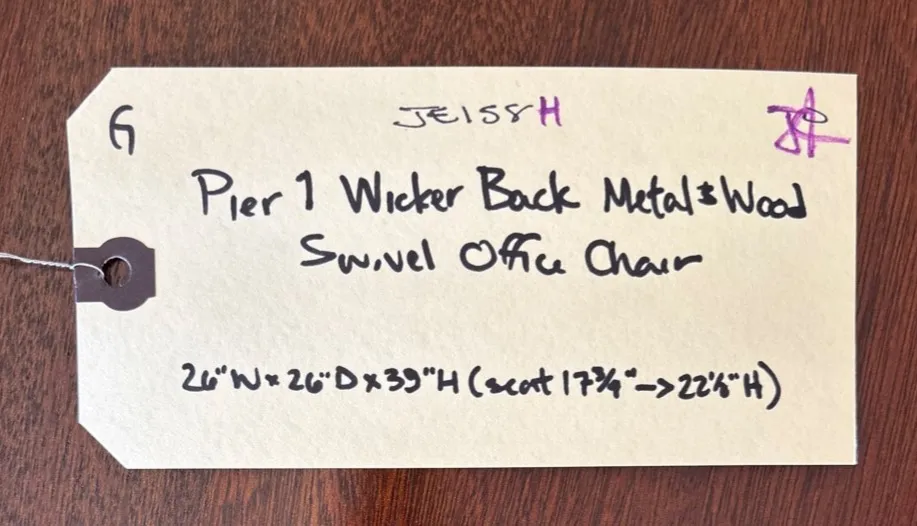 G
JE158H
Pier 1 Wicker Back Metal & Wood
Swivel Office Chair
26"W x 26"D x 39"H (seat 17¾" -> 22½"H)